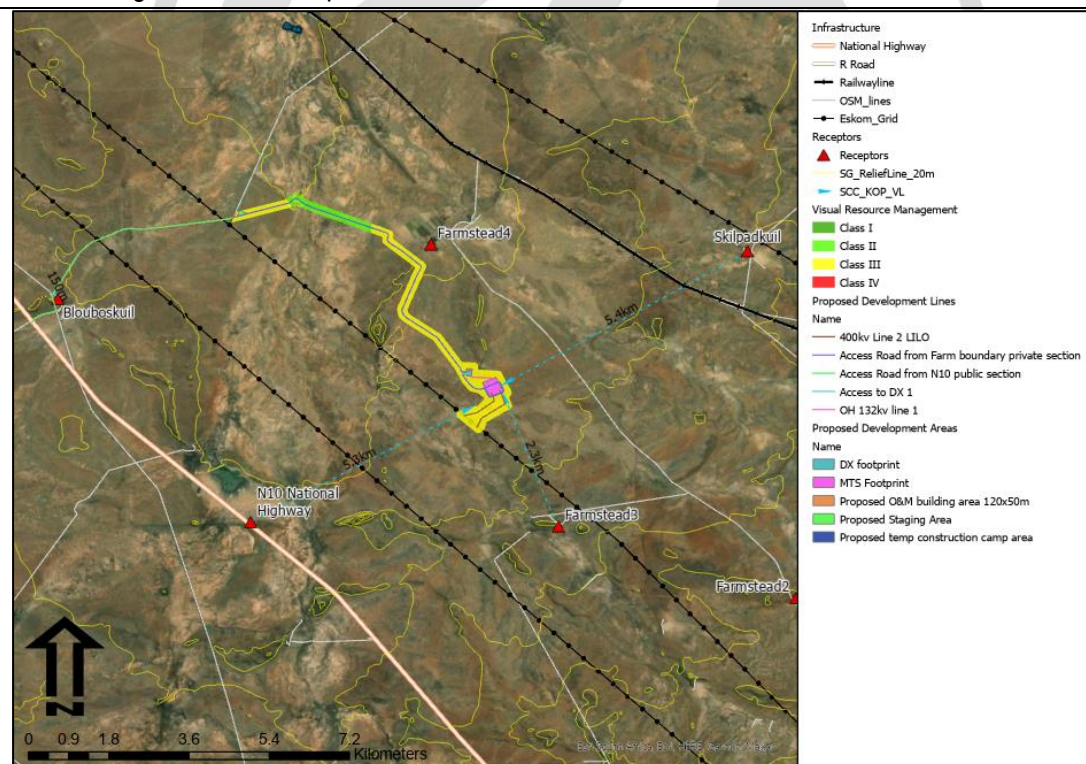 Farmstead4
Skilpadkuil
150m
Blouboskuil
5.4km
5.3km
2.3km
N10 National
Highway
Farmstead3
Farmstead2
N
0 0.9 1.8 3.6 5.4 7.2
Kilometers
Infrastructure
National Highway
R Road
Railwayline
OSM_lines
Eskom_Grid
Receptors
Receptors
SG_ReliefLine_20m
SCC_KOP_VL
Visual Resource Management
Class I
Class II
Class III
Class IV
Proposed Development Lines
Name
400kv Line 2 LILO
Access Road from Farm boundary private section
Access Road from N10 public section
Access to DX 1
OH 132kv line 1
Proposed Development Areas
Name
DX footprint
MTS Footprint
Proposed O&M building area 120x50m
Proposed Staging Area
Proposed temp construction camp area